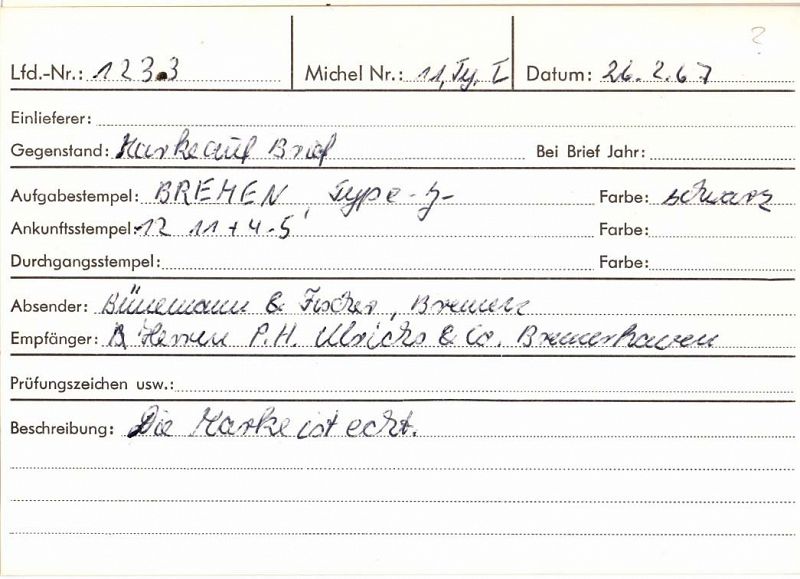 ?
Lfd.-Nr.: 1233 Michel Nr.: 11, Ty. I Datum: 26.2.67
Einlieferer:
Gegenstand: Marke auf Brief Bei Brief Jahr:
Aufgabestempel: BREMEN, Type -J- Farbe: schwarz
Ankunftsstempel: 12 11 + 4-5 Farbe:
Durchgangsstempel: Farbe:
Absender: Bünemann & Fischer, Bremen
Empfänger: Herren P.H. Ulrichs & Co. Bremerhaven
Prüfungszeichen usw.:
Beschreibung: Die Marke ist echt.